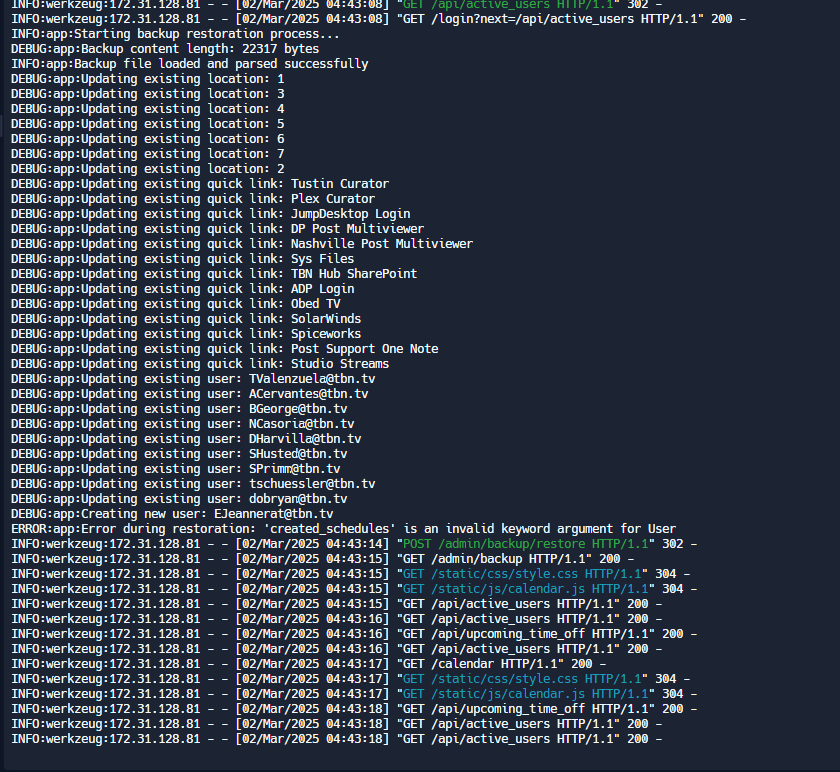 INFO:werkzeug:172.31.128.81 - - [02/Mar/2025 04:43:08] "GET /api/active_users HTTP/1.1" 302 -
INFO:werkzeug:172.31.128.81 - - [02/Mar/2025 04:43:08] "GET /login?next=/api/active_users HTTP/1.1" 200 -
INFO:app:Starting backup restoration process...
DEBUG:app:Backup content length: 22317 bytes
INFO:app:Backup file loaded and parsed successfully
DEBUG:app:Updating existing location: 1
DEBUG:app:Updating existing location: 3
DEBUG:app:Updating existing location: 4
DEBUG:app:Updating existing location: 5
DEBUG:app:Updating existing location: 6
DEBUG:app:Updating existing location: 7
DEBUG:app:Updating existing location: 2
DEBUG:app:Updating existing quick link: Tustin Curator
DEBUG:app:Updating existing quick link: Plex Curator
DEBUG:app:Updating existing quick link: JumpDesktop Login
DEBUG:app:Updating existing quick link: DP Post Multiviewer
DEBUG:app:Updating existing quick link: Nashville Post Multiviewer
DEBUG:app:Updating existing quick link: Sys Files
DEBUG:app:Updating existing quick link: TBN Hub SharePoint
DEBUG:app:Updating existing quick link: ADP Login
DEBUG:app:Updating existing quick link: Obed TV
DEBUG:app:Updating existing quick link: SolarWinds
DEBUG:app:Updating existing quick link: Spiceworks
DEBUG:app:Updating existing quick link: Post Support One Note
DEBUG:app:Updating existing quick link: Studio Streams
DEBUG:app:Updating existing user: TValenzuela@tbn.tv
DEBUG:app:Updating existing user: ACervantes@tbn.tv
DEBUG:app:Updating existing user: BGeorge@tbn.tv
DEBUG:app:Updating existing user: NCasoria@tbn.tv
DEBUG:app:Updating existing user: DHarvilla@tbn.tv
DEBUG:app:Updating existing user: SHusted@tbn.tv
DEBUG:app:Updating existing user: SPrimm@tbn.tv
DEBUG:app:Updating existing user: tschuessler@tbn.tv
DEBUG:app:Updating existing user: dobryan@tbn.tv
DEBUG:app:Creating new user: EJeannerat@tbn.tv
ERROR:app:Error during restoration: 'created_schedules' is an invalid keyword argument for User
INFO:werkzeug:172.31.128.81 - - [02/Mar/2025 04:43:14] "POST /admin/backup/restore HTTP/1.1" 302 -
INFO:werkzeug:172.31.128.81 - - [02/Mar/2025 04:43:15] "GET /admin/backup HTTP/1.1" 200 -
INFO:werkzeug:172.31.128.81 - - [02/Mar/2025 04:43:15] "GET /static/css/style.css HTTP/1.1" 304 -
INFO:werkzeug:172.31.128.81 - - [02/Mar/2025 04:43:15] "GET /static/js/calendar.js HTTP/1.1" 304 -
INFO:werkzeug:172.31.128.81 - - [02/Mar/2025 04:43:15] "GET /api/active_users HTTP/1.1" 200 -
INFO:werkzeug:172.31.128.81 - - [02/Mar/2025 04:43:16] "GET /api/active_users HTTP/1.1" 200 -
INFO:werkzeug:172.31.128.81 - - [02/Mar/2025 04:43:16] "GET /api/upcoming_time_off HTTP/1.1" 200 -
INFO:werkzeug:172.31.128.81 - - [02/Mar/2025 04:43:16] "GET /api/active_users HTTP/1.1" 200 -
INFO:werkzeug:172.31.128.81 - - [02/Mar/2025 04:43:17] "GET /calendar HTTP/1.1" 200 -
INFO:werkzeug:172.31.128.81 - - [02/Mar/2025 04:43:17] "GET /static/css/style.css HTTP/1.1" 304 -
INFO:werkzeug:172.31.128.81 - - [02/Mar/2025 04:43:17] "GET /static/js/calendar.js HTTP/1.1" 304 -
INFO:werkzeug:172.31.128.81 - - [02/Mar/2025 04:43:18] "GET /api/upcoming_time_off HTTP/1.1" 200 -
INFO:werkzeug:172.31.128.81 - - [02/Mar/2025 04:43:18] "GET /api/active_users HTTP/1.1" 200 -
INFO:werkzeug:172.31.128.81 - - [02/Mar/2025 04:43:18] "GET /api/active_users HTTP/1.1" 200 -